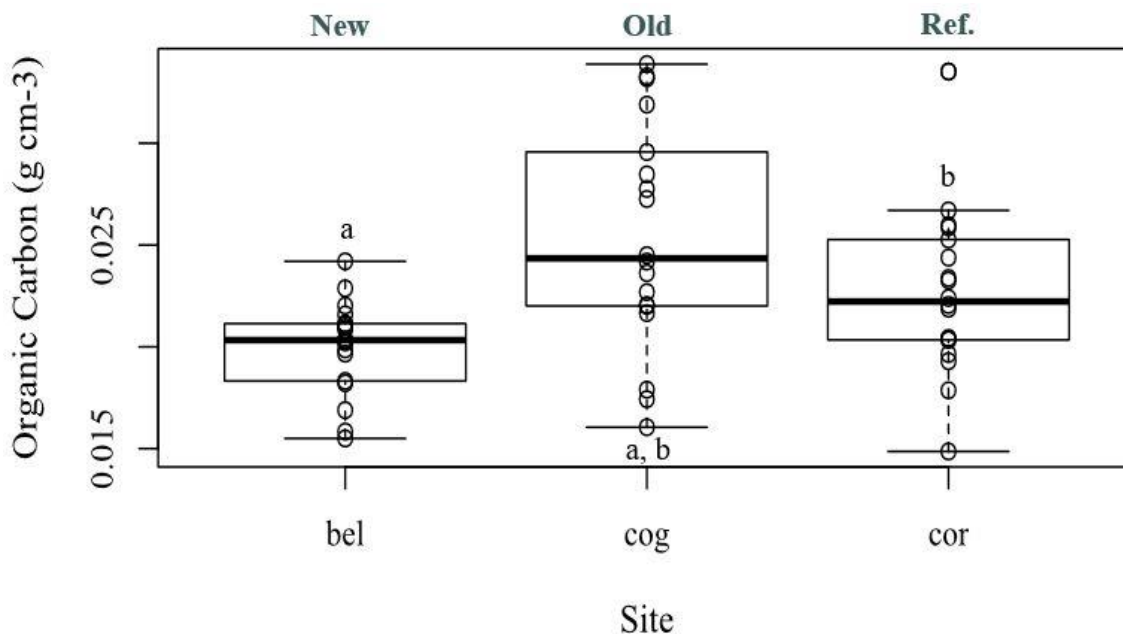 New Old Ref.
Organic Carbon (g cm-3)
0.025
0.015
a
b
a, b
bel cog cor
Site